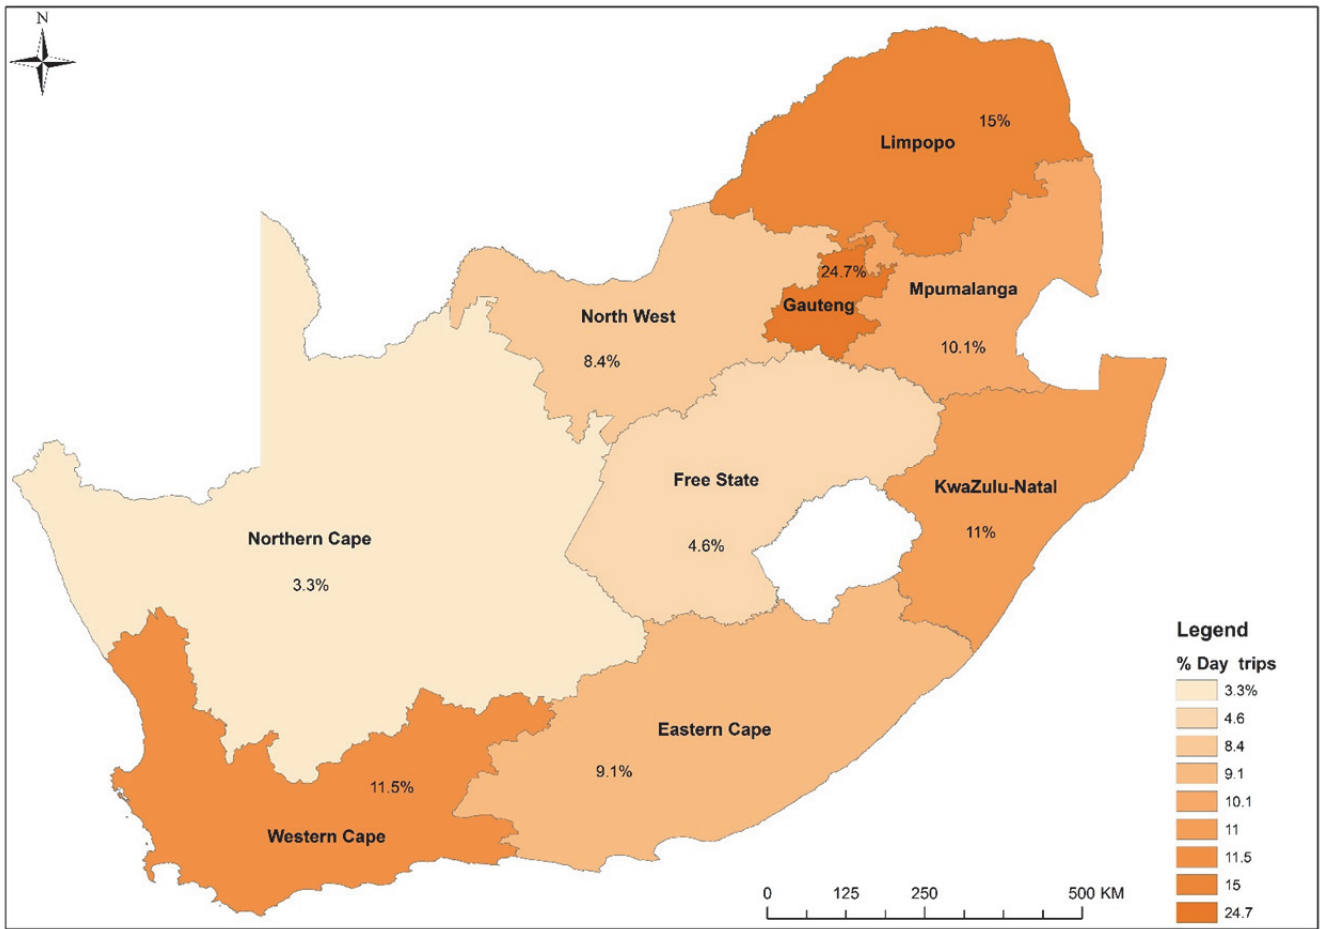 N
15%
Limpopo
24.7%
Gauteng
Mpumalanga
10.1%
North West
8.4%
Free State
4.6%
KwaZulu-Natal
11%
Northern Cape
3.3%
Eastern Cape
9.1%
11.5%
Western Cape
Legend
% Day trips
3.3%
4.6
8.4
9.1
10.1
11
11.5
15
24.7
0 125 250 500 KM